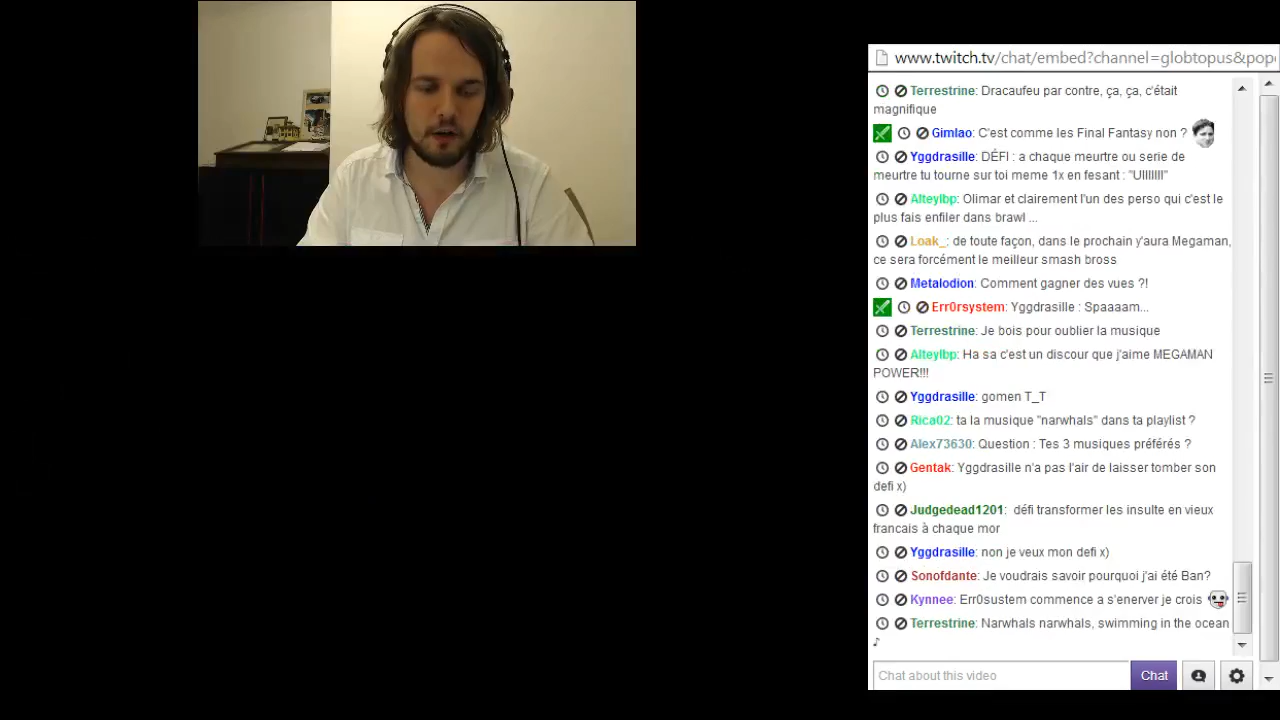 www.twitch.tv/chat/embed?channel=globtopus&pop
Terrestrine: Dracaufeu par contre, ça, ça, c'était
magnifique
Gimlao: C'est comme les Final Fantasy non ?
Yggdrasille: DÉFI : a chaque meurtre ou serie de
meurtre tu tourne sur toi meme 1x en fesant : "UIIIIIII"
Alteylbp: Olimar et clairement l'un des perso qui c'est le
plus fais enfiler dans brawl ...
Loak_: de toute façon, dans le prochain y'aura Megaman,
ce sera forcément le meilleur smash bross
Metalodion: Comment gagner des vues ?!
Err0rsystem: Yggdrasille : Spaaaam...
Terrestrine: Je bois pour oublier la musique
Alteylbp: Ha sa c'est un discour que j'aime MEGAMAN
POWER!!!
Yggdrasille: gomen T_T
Rica02: ta la musique "narwhals" dans ta playlist ?
Alex73630: Question : Tes 3 musiques préférés ?
Gentak: Yggdrasille n'a pas l'air de laisser tomber son
defi x)
Judgedead1201: défi transformer les insulte en vieux
francais à chaque mor
Yggdrasille: non je veux mon defi x)
Sonofdante: Je voudrais savoir pourquoi j'ai été Ban?
Kynnee: Err0sustem commence a s'enerver je crois
Terrestrine: Narwhals narwhals, swimming in the ocean
♪
Chat about this video
Chat